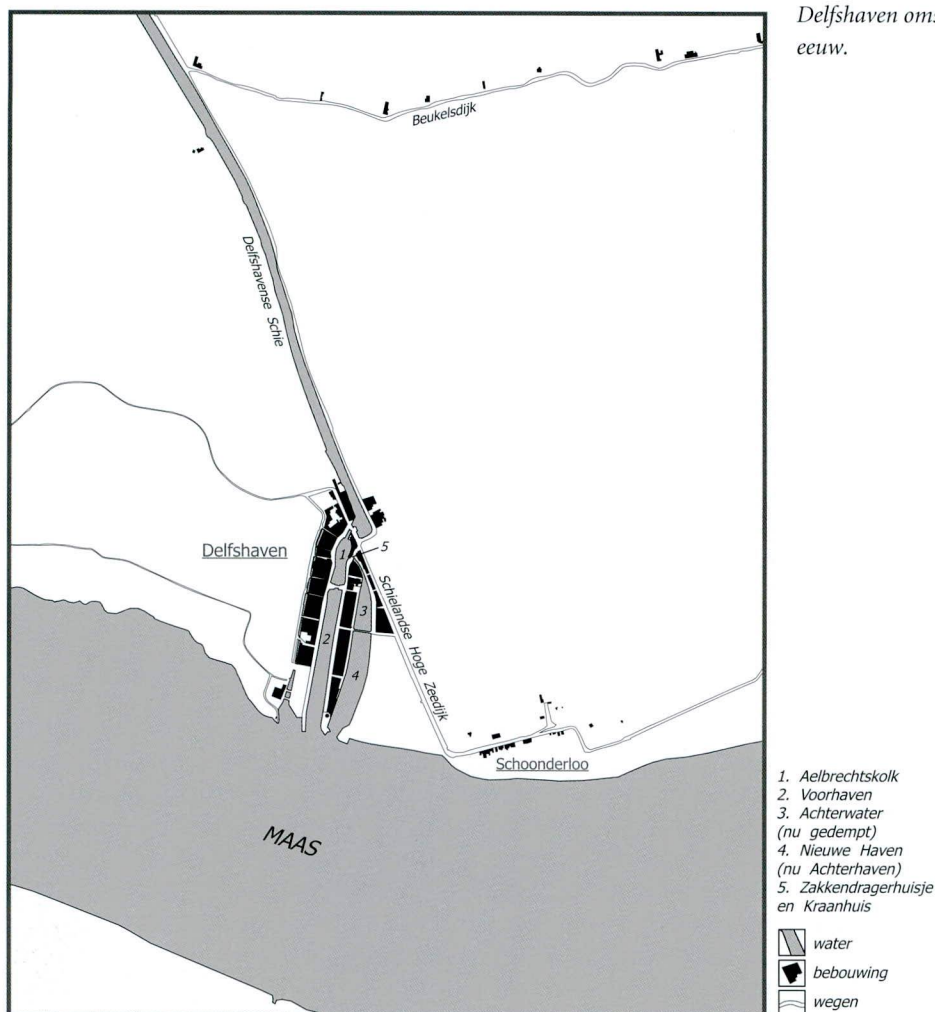 Delfshaven
eeuw.
Beukelsdijk
Delfshavense Schie
Delfshaven
1
5
Schielandse Hoge Zeedijk
3
2
4
Schoonderloo
MAAS
1. Aelbrechtskolk
2. Voorhaven
3. Achterwater
(nu gedempt)
4. Nieuwe Haven
(nu Achterhaven)
5. Zakkendragerhuisje
en Kraanhuis
water
bebouwing
wegen